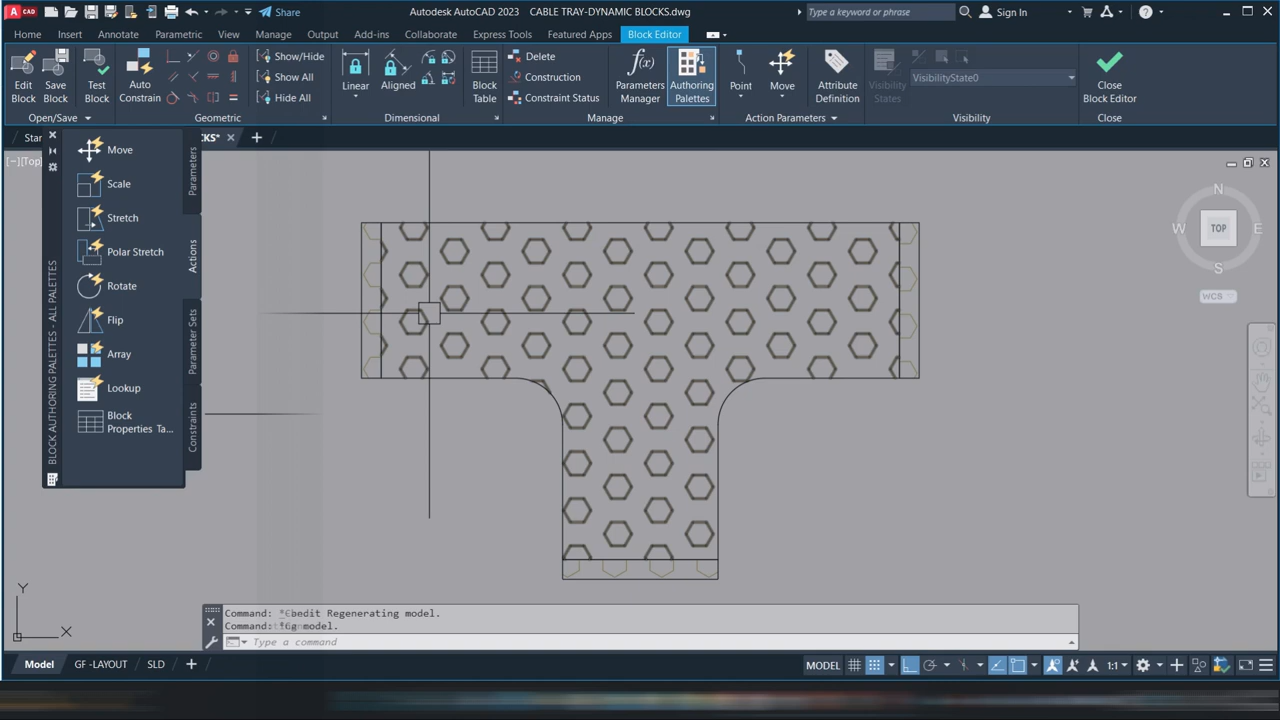 A CAD
Share
Autodesk AutoCAD 2023 CABLE TRAY-DYNAMIC BLOCKS.dwg
Type a keyword or phrase
Sign In
Home Insert Annotate Parametric View Manage Output Add-ins Collaborate Express Tools Featured Apps Block Editor
Edit Block
Save Block
Test Block
Open/Save
Auto Constrain
Show/Hide
Show All
Hide All
Geometric
Linear
Aligned
Dimensional
Block Table
Delete
Construction
Constraint Status
Parameters Manager
Authoring Palettes
Manage
Point
Move
Attribute Definition
Action Parameters
Visibility States
VisibilityState0
Visibility
Close Block Editor
Close
Star
CKS*
[−][Top]
Move
Scale
Stretch
Polar Stretch
Rotate
Flip
Array
Lookup
Block Properties Ta...
Parameters
Actions
Parameter Sets
Constraints
BLOCK AUTHORING PALETTES - ALL PALETTES
N
W TOP E
S
WCS
Y
X
Regenerating model.
Command:
Type a command
Model GF -LAYOUT SLD
MODEL
1:1